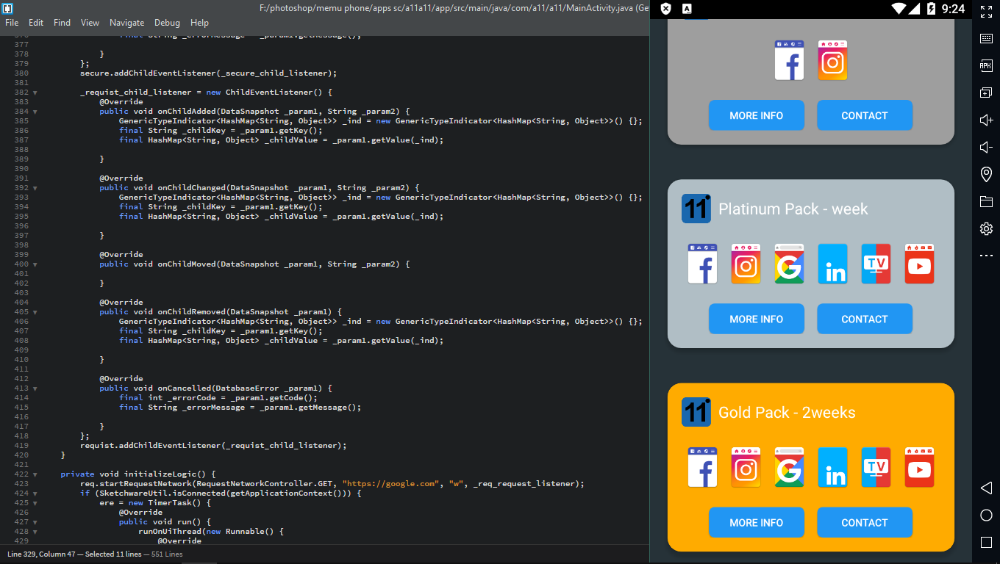 F:/photoshop/memu phone/apps sc/a11a11/app/src/main/java/com/a11/a11/MainActivity.java (Ge
File Edit Find View Navigate Debug Help
376 final String _errorMessage = _param1.getMessage();
377
378 }
379 };
380 secure.addChildEventListener(_secure_child_listener);
381
382 _requist_child_listener = new ChildEventListener() {
383 @Override
384 public void onChildAdded(DataSnapshot _param1, String _param2) {
385 GenericTypeIndicator<HashMap<String, Object>> _ind = new GenericTypeIndicator<HashMap<String, Object>>() {};
386 final String _childKey = _param1.getKey();
387 final HashMap<String, Object> _childValue = _param1.getValue(_ind);
388
389 }
390
391 @Override
392 public void onChildChanged(DataSnapshot _param1, String _param2) {
393 GenericTypeIndicator<HashMap<String, Object>> _ind = new GenericTypeIndicator<HashMap<String, Object>>() {};
394 final String _childKey = _param1.getKey();
395 final HashMap<String, Object> _childValue = _param1.getValue(_ind);
396
397 }
398
399 @Override
400 public void onChildMoved(DataSnapshot _param1, String _param2) {
401
402 }
403
404 @Override
405 public void onChildRemoved(DataSnapshot _param1) {
406 GenericTypeIndicator<HashMap<String, Object>> _ind = new GenericTypeIndicator<HashMap<String, Object>>() {};
407 final String _childKey = _param1.getKey();
408 final HashMap<String, Object> _childValue = _param1.getValue(_ind);
409
410 }
411
412 @Override
413 public void onCancelled(DatabaseError _param1) {
414 final int _errorCode = _param1.getCode();
415 final String _errorMessage = _param1.getMessage();
416
417 }
418 };
419 requist.addChildEventListener(_requist_child_listener);
420 }
421
422 private void initializeLogic() {
423 req.startRequestNetwork(RequestNetworkController.GET, "https://google.com", "w", _req_request_listener);
424 if (SketchwareUtil.isConnected(getApplicationContext())) {
425 ere = new TimerTask() {
426 @Override
427 public void run() {
428 runOnUiThread(new Runnable() {
429 @Override
Line 329, Column 47 — Selected 11 lines — 551 Lines
A
9:24
f
MORE INFO CONTACT
11 Platinum Pack - week
f G in TV
MORE INFO CONTACT
11 Gold Pack - 2weeks
f G in TV
MORE INFO CONTACT
APK